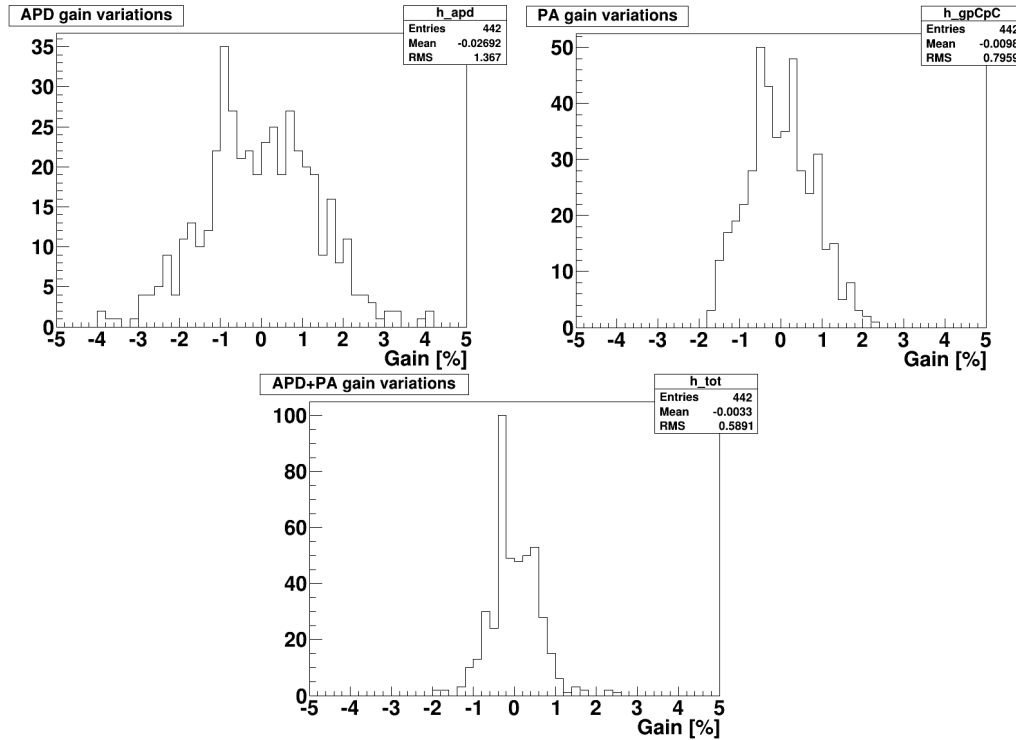 APD gain variations
h_apd
Entries 442
Mean -0.02692
RMS 1.367
35
30
25
20
15
10
5
0
-5 -4 -3 -2 -1 0 1 2 3 4 5
Gain [%]
PA gain variations
h_gpCpC
Entries 442
Mean -0.0098
RMS 0.7959
50
40
30
20
10
0
-5 -4 -3 -2 -1 0 1 2 3 4 5
Gain [%]
APD+PA gain variations
h_tot
Entries 442
Mean -0.0033
RMS 0.5891
100
80
60
40
20
0
-5 -4 -3 -2 -1 0 1 2 3 4 5
Gain [%]